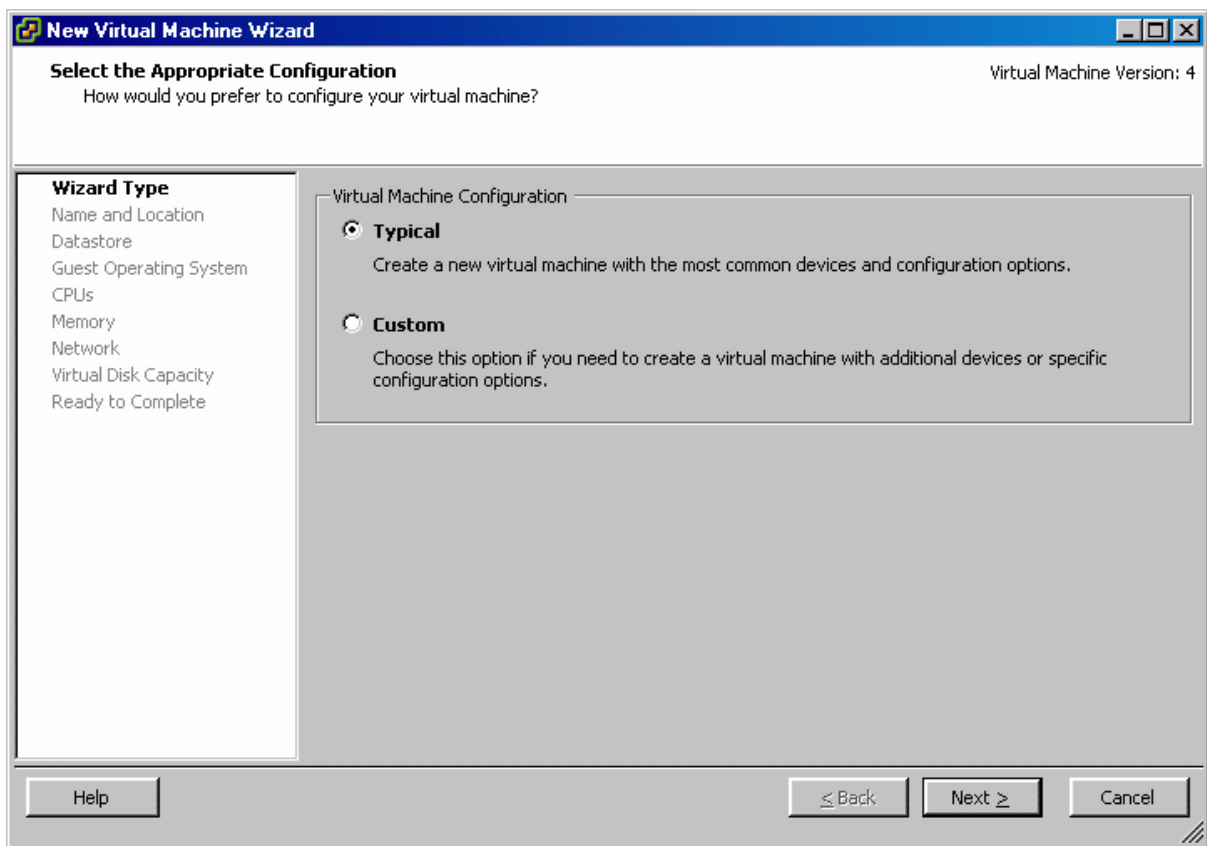 New Virtual Machine Wizard
Select the Appropriate Configuration
Virtual Machine Version: 4
How would you prefer to configure your virtual machine?
Wizard Type
Name and Location
Datastore
Guest Operating System
CPUs
Memory
Network
Virtual Disk Capacity
Ready to Complete
Virtual Machine Configuration
Typical
Create a new virtual machine with the most common devices and configuration options.
Custom
Choose this option if you need to create a virtual machine with additional devices or specific
configuration options.
Help
< Back
Next >
Cancel